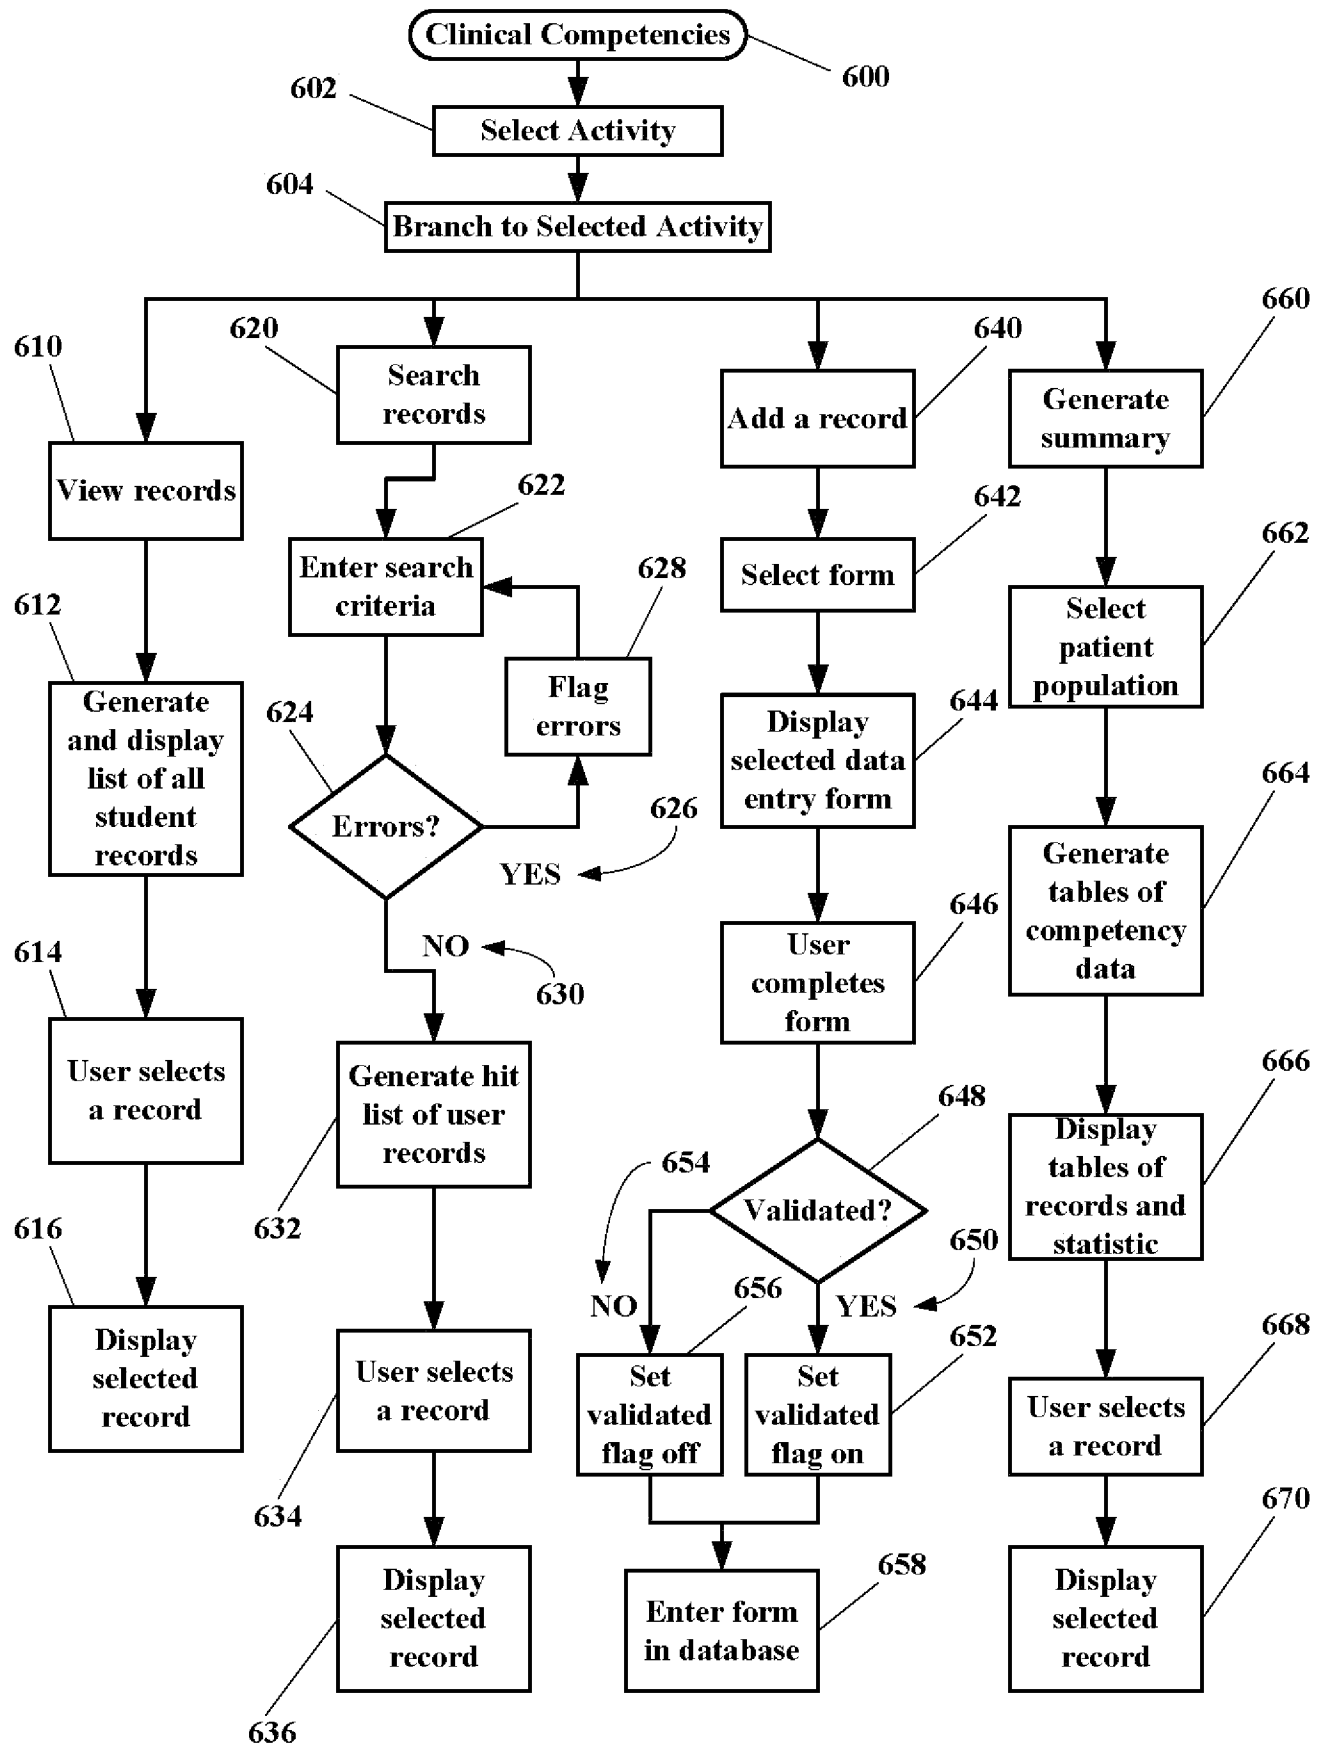 Clinical Competencies
600
602
Select Activity
604
Branch to Selected Activity
610
View records
612
Generate
and display
list of all
student
records
614
User selects
a record
616
Display
selected
record
620
Search
records
622
Enter search
criteria
624
Errors?
626
YES
628
Flag
errors
630
NO
632
Generate hit
list of user
records
634
User selects
a record
636
Display
selected
record
640
Add a record
642
Select form
644
Display
selected data
entry form
646
User
completes
form
648
Validated?
650
YES
652
Set
validated
flag on
654
NO
656
Set
validated
flag off
658
Enter form
in database
660
Generate
summary
662
Select
patient
population
664
Generate
tables of
competency
data
666
Display
tables of
records and
statistic
668
User selects
a record
670
Display
selected
record